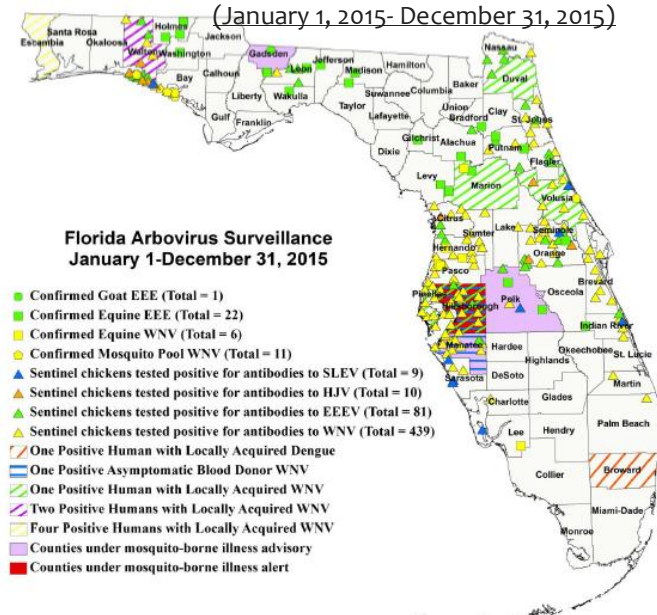 (January 1, 2015- December 31, 2015)
Escambia
Santa Rosa
Okaloosa
Walton
Holmes
Washington
Jackson
Bay
Calhoun
Gulf
Liberty
Franklin
Gadsden
Leon
Wakulla
Jefferson
Madison
Taylor
Hamilton
Suwannee
Lafayette
Columbia
Dixie
Gilchrist
Baker
Union
Bradford
Alachua
Nassau
Duval
Clay
St. Johns
Putnam
Flagler
Levy
Marion
Volusia
Citrus
Sumter
Lake
Seminole
Hernando
Orange
Pasco
Brevard
Osceola
Pinellas
Hillsborough
Polk
Indian River
Manatee
Hardee
Okeechobee
St. Lucie
Highlands
Sarasota
DeSoto
Martin
Charlotte
Glades
Palm Beach
Lee
Hendry
Broward
Collier
Miami-Dade
Monroe
Florida Arbovirus Surveillance
January 1-December 31, 2015
Confirmed Goat EEE (Total = 1)
Confirmed Equine EEE (Total = 22)
Confirmed Equine WNV (Total = 6)
Confirmed Mosquito Pool WNV (Total = 11)
Sentinel chickens tested positive for antibodies to SLEV (Total = 9)
Sentinel chickens tested positive for antibodies to HJV (Total = 10)
Sentinel chickens tested positive for antibodies to EEEV (Total = 81)
Sentinel chickens tested positive for antibodies to WNV (Total = 439)
One Positive Human with Locally Acquired Dengue
One Positive Asymptomatic Blood Donor WNV
One Positive Human with Locally Acquired WNV
Two Positive Humans with Locally Acquired WNV
Four Positive Humans with Locally Acquired WNV
Counties under mosquito-borne illness advisory
Counties under mosquito-borne illness alert